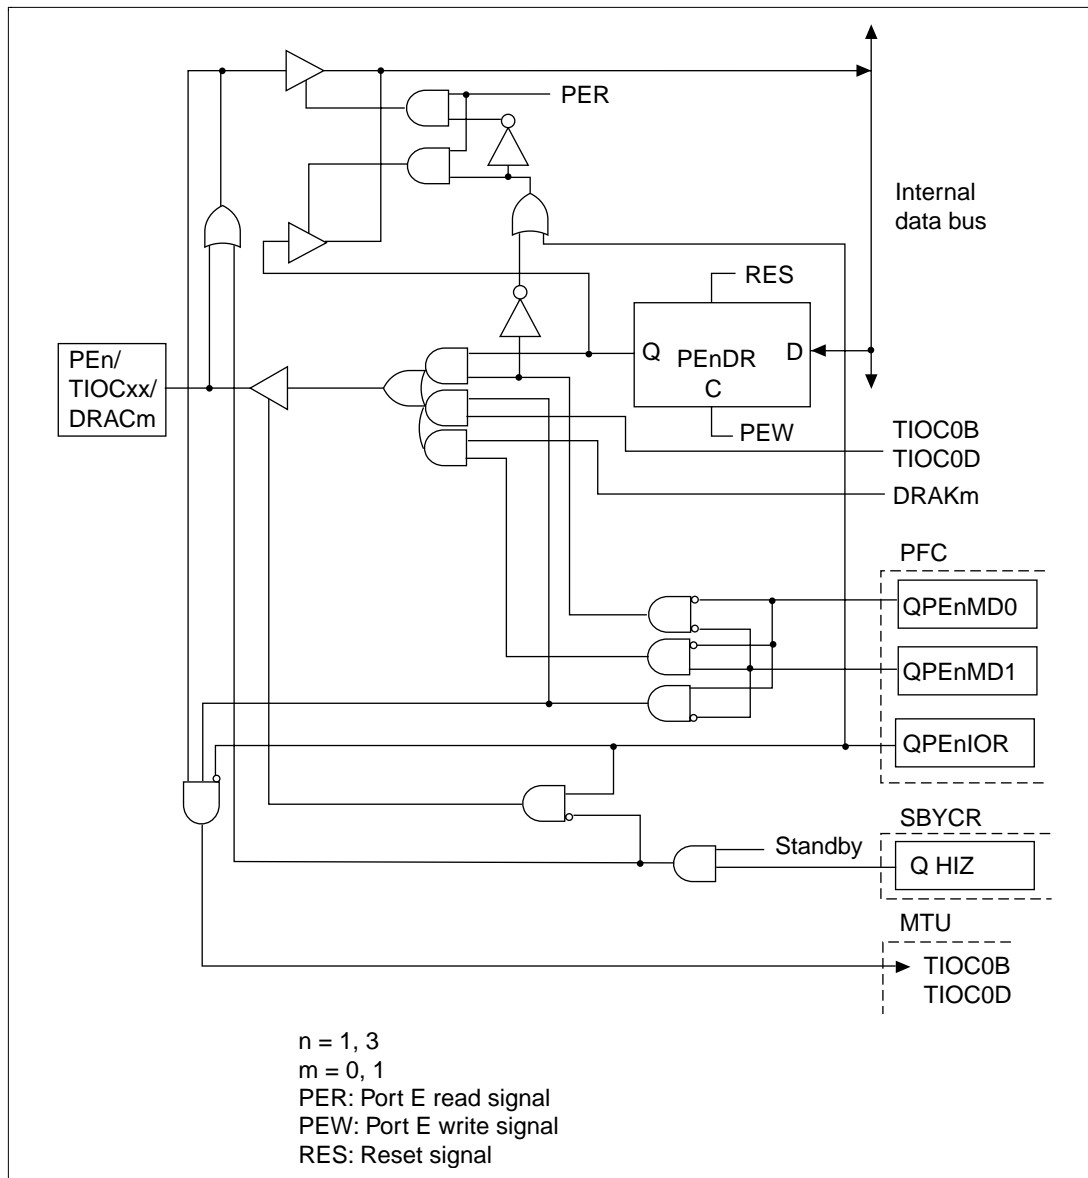 PER
Internal
data bus
RES
Q PEnDR D
C
PEW
PEn/
TIOCxx/
DRACm
TIOC0B
TIOC0D
DRAKm
PFC
QPEnMD0
QPEnMD1
QPEnIOR
SBYCR
Standby
Q HIZ
MTU
TIOC0B
TIOC0D
n = 1, 3
m = 0, 1
PER: Port E read signal
PEW: Port E write signal
RES: Reset signal